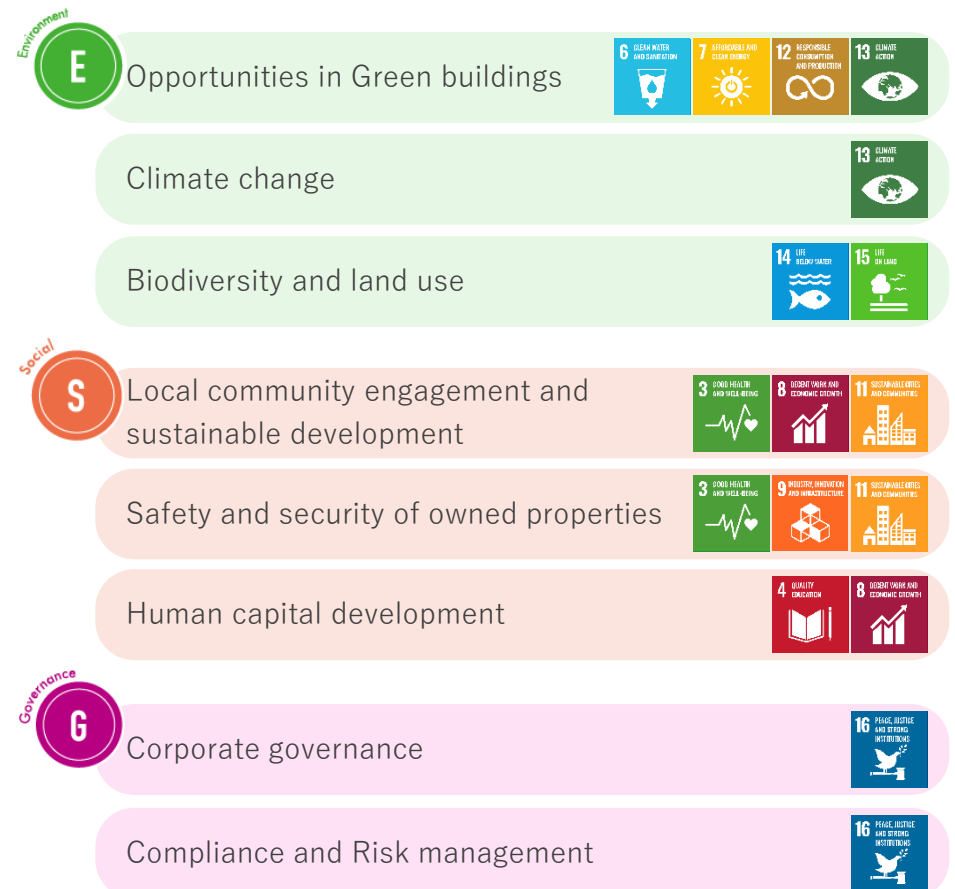 Environment
E
Opportunities in Green buildings
6 CLEAN WATER AND SANITATION
7 AFFORDABLE AND CLEAN ENERGY
12 RESPONSIBLE CONSUMPTION AND PRODUCTION
13 CLIMATE ACTION
Climate change
13 CLIMATE ACTION
Biodiversity and land use
14 LIFE BELOW WATER
15 LIFE ON LAND
Social
S
Local community engagement and
sustainable development
3 GOOD HEALTH AND WELL-BEING
8 DECENT WORK AND ECONOMIC GROWTH
11 SUSTAINABLE CITIES AND COMMUNITIES
Safety and security of owned properties
3 GOOD HEALTH AND WELL-BEING
9 INDUSTRY, INNOVATION AND INFRASTRUCTURE
11 SUSTAINABLE CITIES AND COMMUNITIES
Human capital development
4 QUALITY EDUCATION
8 DECENT WORK AND ECONOMIC GROWTH
Governance
G
Corporate governance
16 PEACE, JUSTICE AND STRONG INSTITUTIONS
Compliance and Risk management
16 PEACE, JUSTICE AND STRONG INSTITUTIONS